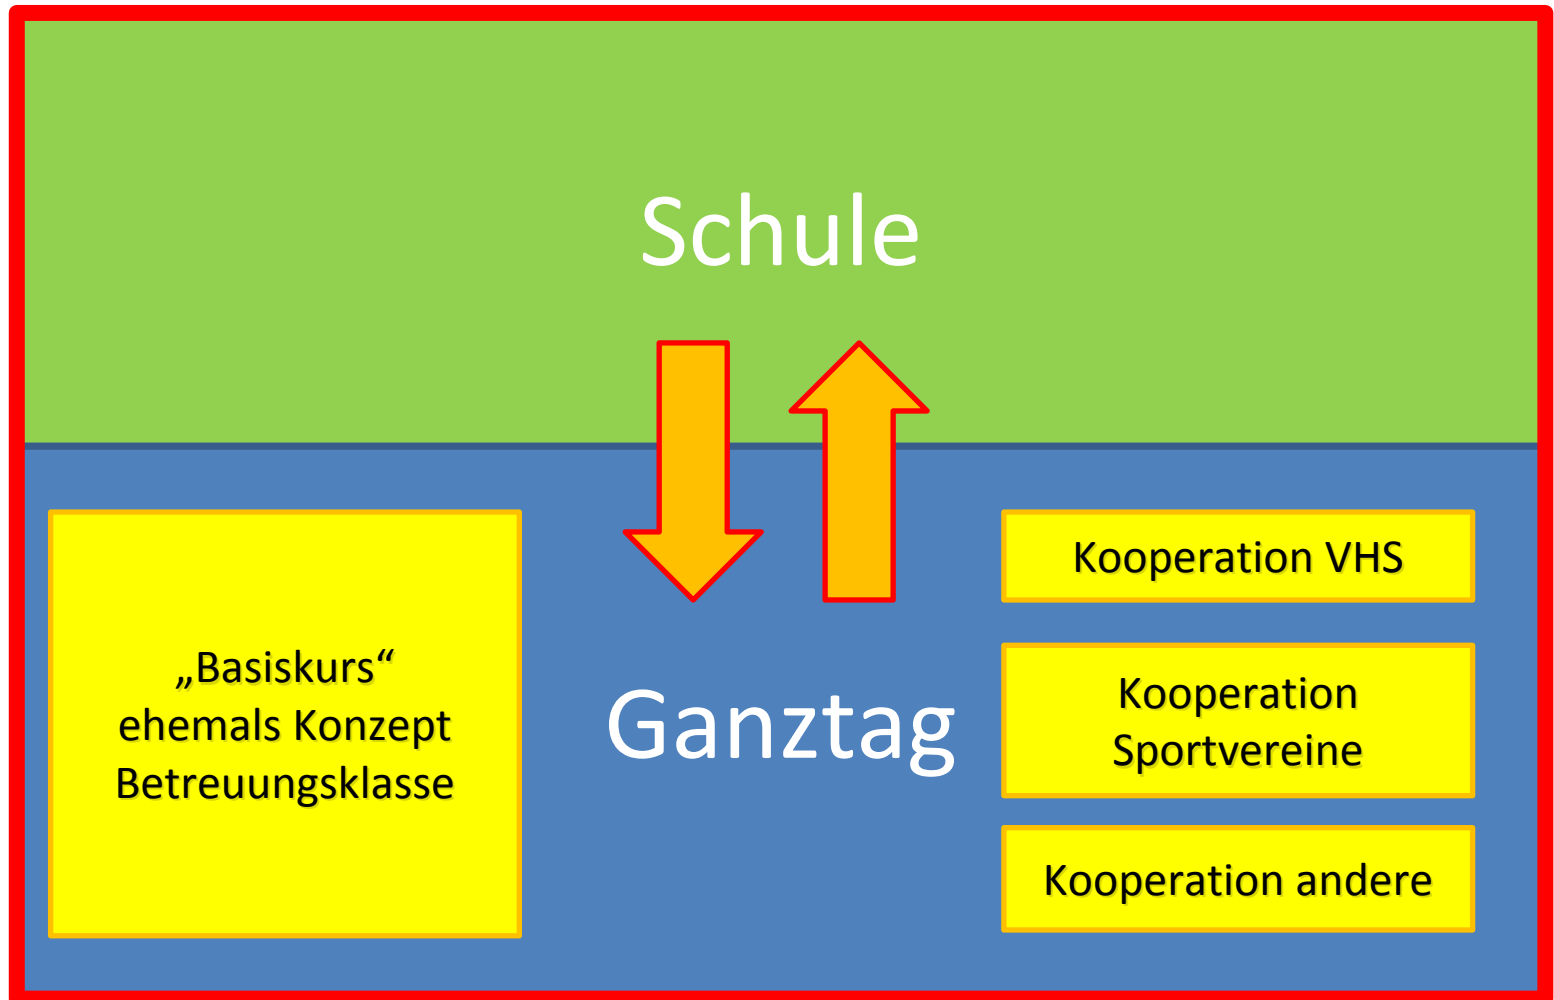 Schule
„Basiskurs“
ehemals Konzept
Betreuungsklasse
Ganztag
Kooperation VHS
Kooperation
Sportvereine
Kooperation andere